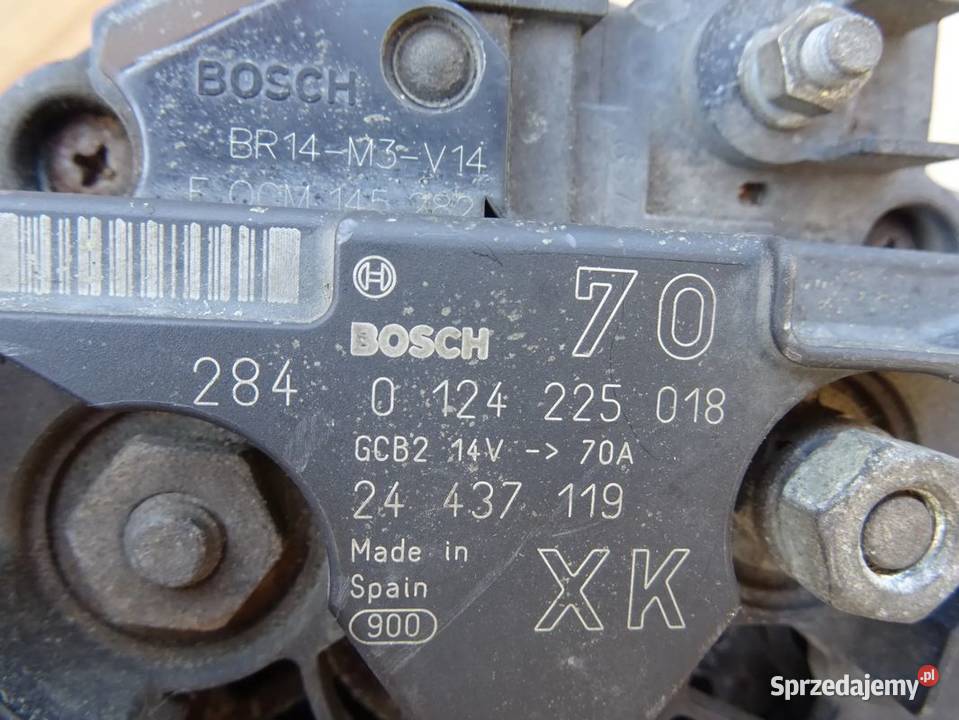 BOSCH
BR14-M3-V14
BOSCH
70
284 0 124 225 018
GCB2 14V -> 70A
24 437 119
Made in
Spain
XK
900
Sprzedajemy.pl